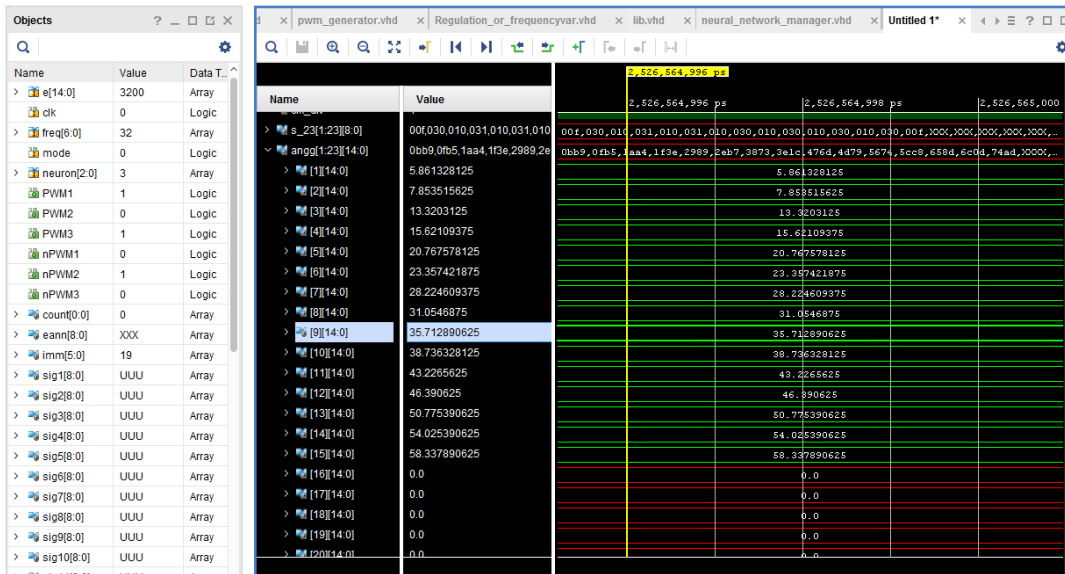 Objects ? _
Name Value Data T..
e[14:0] 3200 Array
clk 0 Logic
freq[6:0] 32 Array
mode 0 Logic
neuron[2:0] 3 Array
PWM1 1 Logic
PWM2 0 Logic
PWM3 1 Logic
nPWM1 0 Logic
nPWM2 1 Logic
nPWM3 0 Logic
count[0:0] 0 Array
eann[8:0] XXX Array
imm[5:0] 19 Array
sig1[8:0] UUU Array
sig2[8:0] UUU Array
sig3[8:0] UUU Array
sig4[8:0] UUU Array
sig5[8:0] UUU Array
sig6[8:0] UUU Array
sig7[8:0] UUU Array
sig8[8:0] UUU Array
sig9[8:0] UUU Array
sig10[8:0] UUU Array
pwm_generator.vhd Regulation_or_frequencyvar.vhd lib.vhd neural_network_manager.vhd Untitled 1* ?
2,526,564,996 ps
Name Value
2,526,564,996 ps 2,526,564,998 ps 2,526,565,000
s_23[1:23][8:0] 00f,030,010,031,010,031,010 00f,030,010,031,010,031,031,010,030,010,030,010,030,010,030,00f,XXX,XXX,XXX,XXX,XXX,...
angg[1:23][14:0] 0bb9,0fb5,1aa4,1f3e,2989,2e 0bb9,0fb5,1aa4,1f3e,2989,2eb7,3873,3e1c,476d,4d79,5674,5cc8,658d,6c0d,74ad,XXXX,
[1][14:0] 5.861328125 5.861328125
[2][14:0] 7.853515625 7.853515625
[3][14:0] 13.3203125 13.3203125
[4][14:0] 15.62109375 15.62109375
[5][14:0] 20.767578125 20.767578125
[6][14:0] 23.357421875 23.357421875
[7][14:0] 28.224609375 28.224609375
[8][14:0] 31.0546875 31.0546875
[9][14:0] 35.712890625 35.712890625
[10][14:0] 38.736328125 38.736328125
[11][14:0] 43.2265625 43.2265625
[12][14:0] 46.390625 46.390625
[13][14:0] 50.775390625 50.775390625
[14][14:0] 54.025390625 54.025390625
[15][14:0] 58.337890625 58.337890625
[16][14:0] 0.0 0.0
[17][14:0] 0.0 0.0
[18][14:0] 0.0 0.0
[19][14:0] 0.0 0.0
[20][14:0] 0.0 0.0